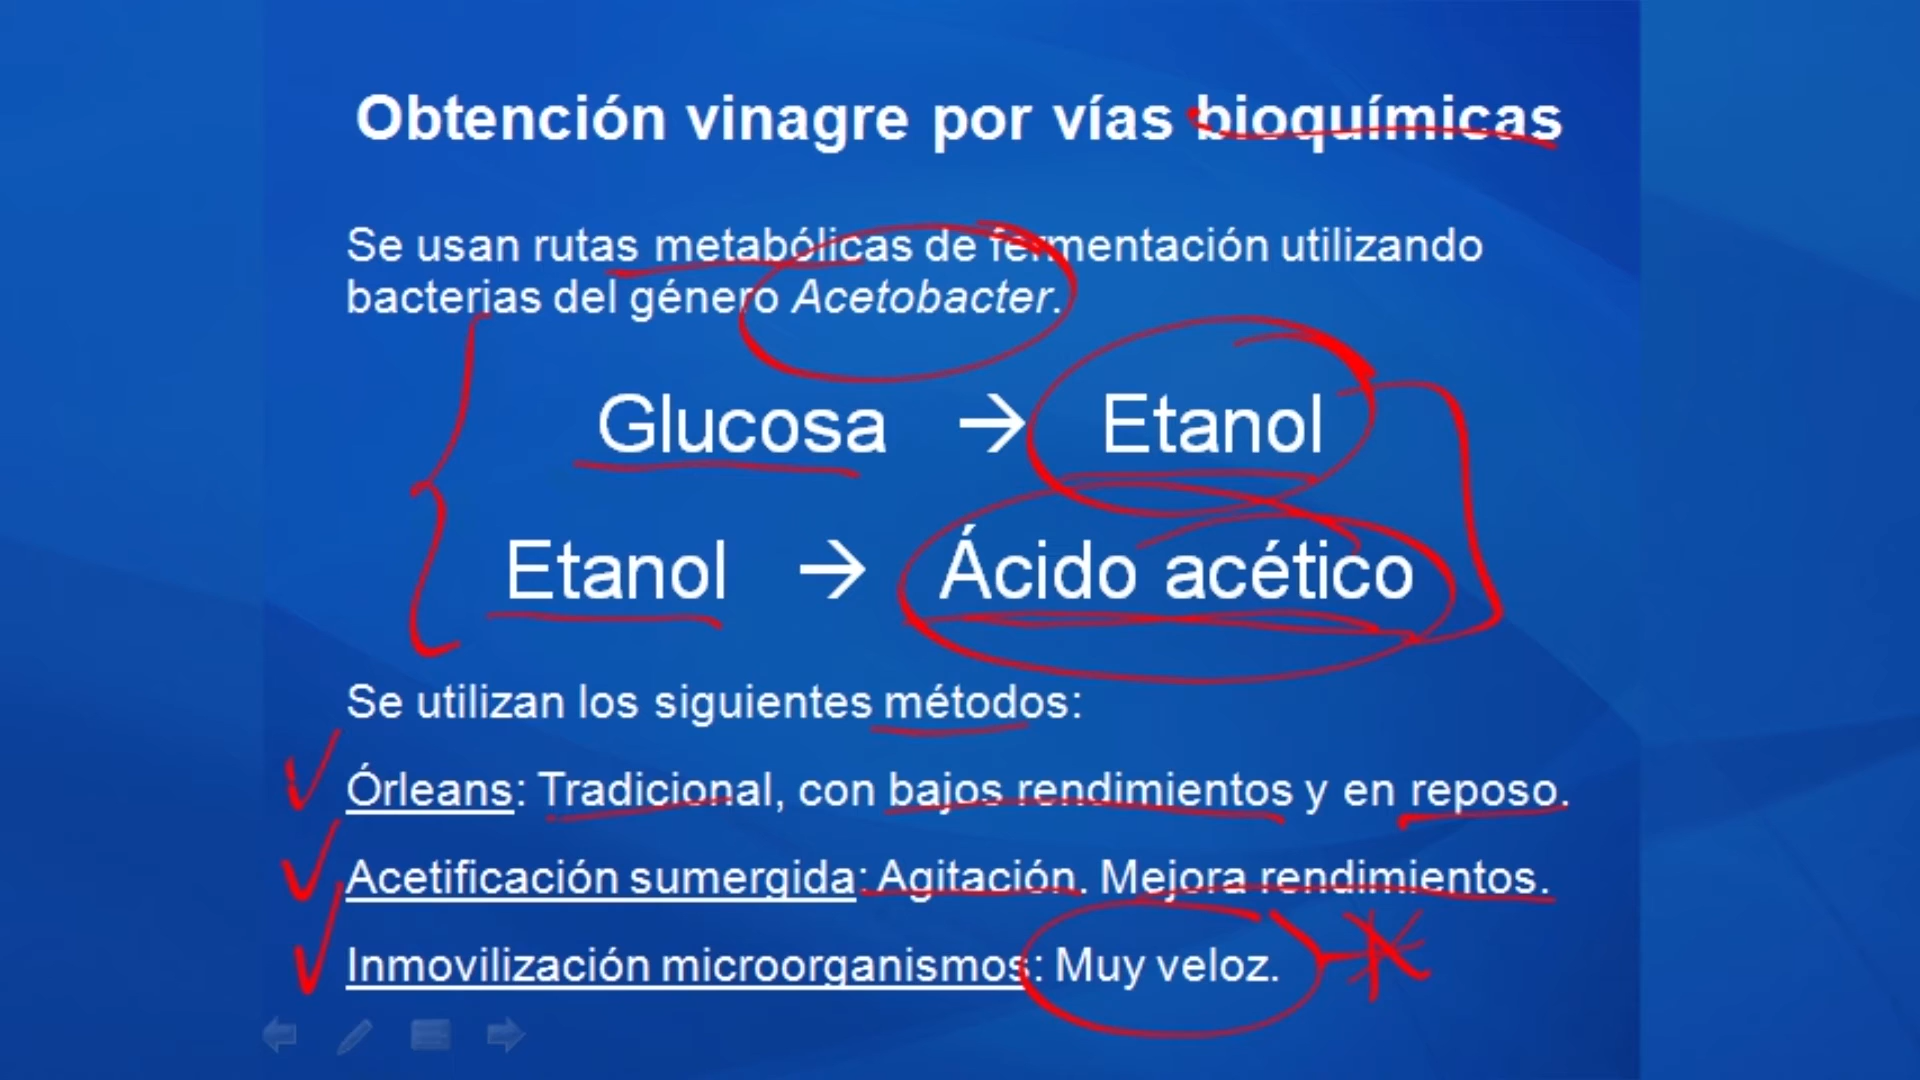 Obtención vinagre por vías bioquímicas
Se usan rutas metabólicas de fermentación utilizando
bacterias del género Acetobacter.
Glucosa → Etanol
Etanol → Ácido acético
Se utilizan los siguientes métodos:
Órleans: Tradicional, con bajos rendimientos y en reposo.
Acetificación sumergida: Agitación. Mejora rendimientos.
Inmovilización microorganismos: Muy veloz.